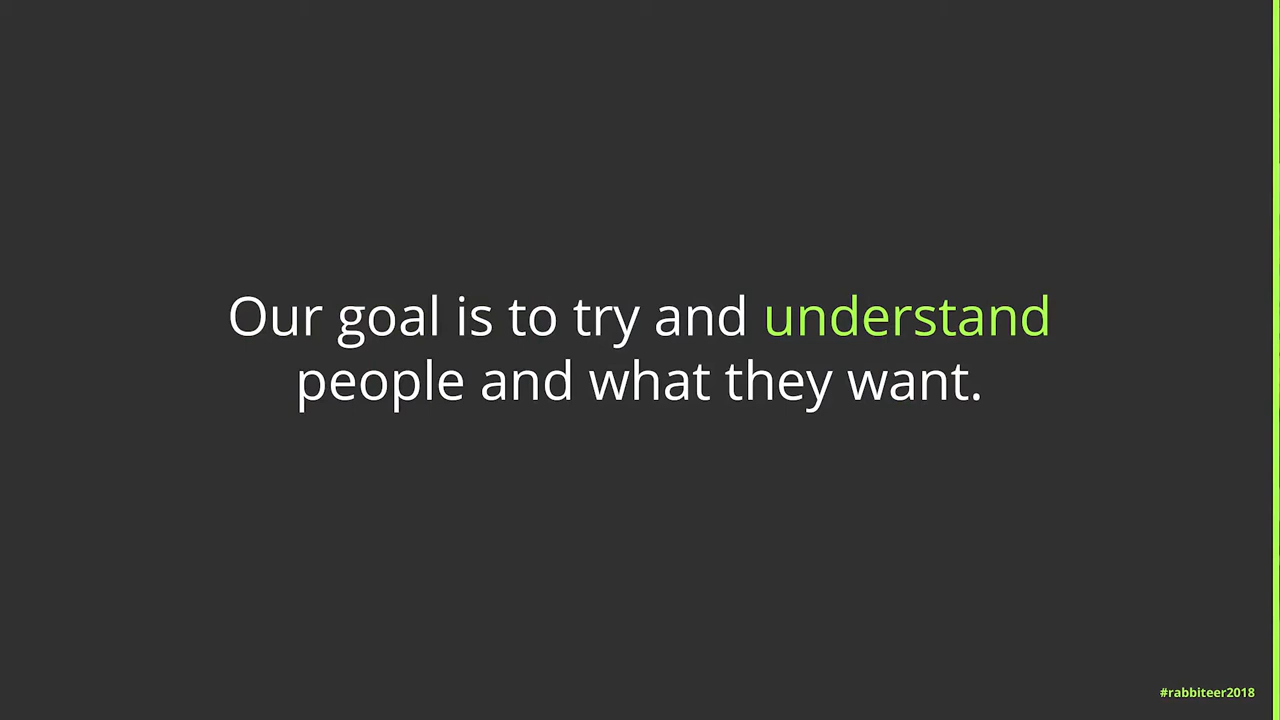 Our goal is to try and understand
people and what they want.
#rabbiteer2018